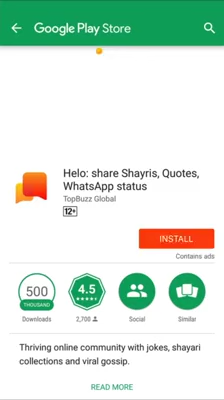 Google Play Store
Helo: share Shayris, Quotes,
WhatsApp status
TopBuzz Global
12+
INSTALL
Contains ads
500
THOUSAND
4.5
Downloads
2,700
Social
Similar
Thriving online community with jokes, shayari
collections and viral gossip.
READ MORE